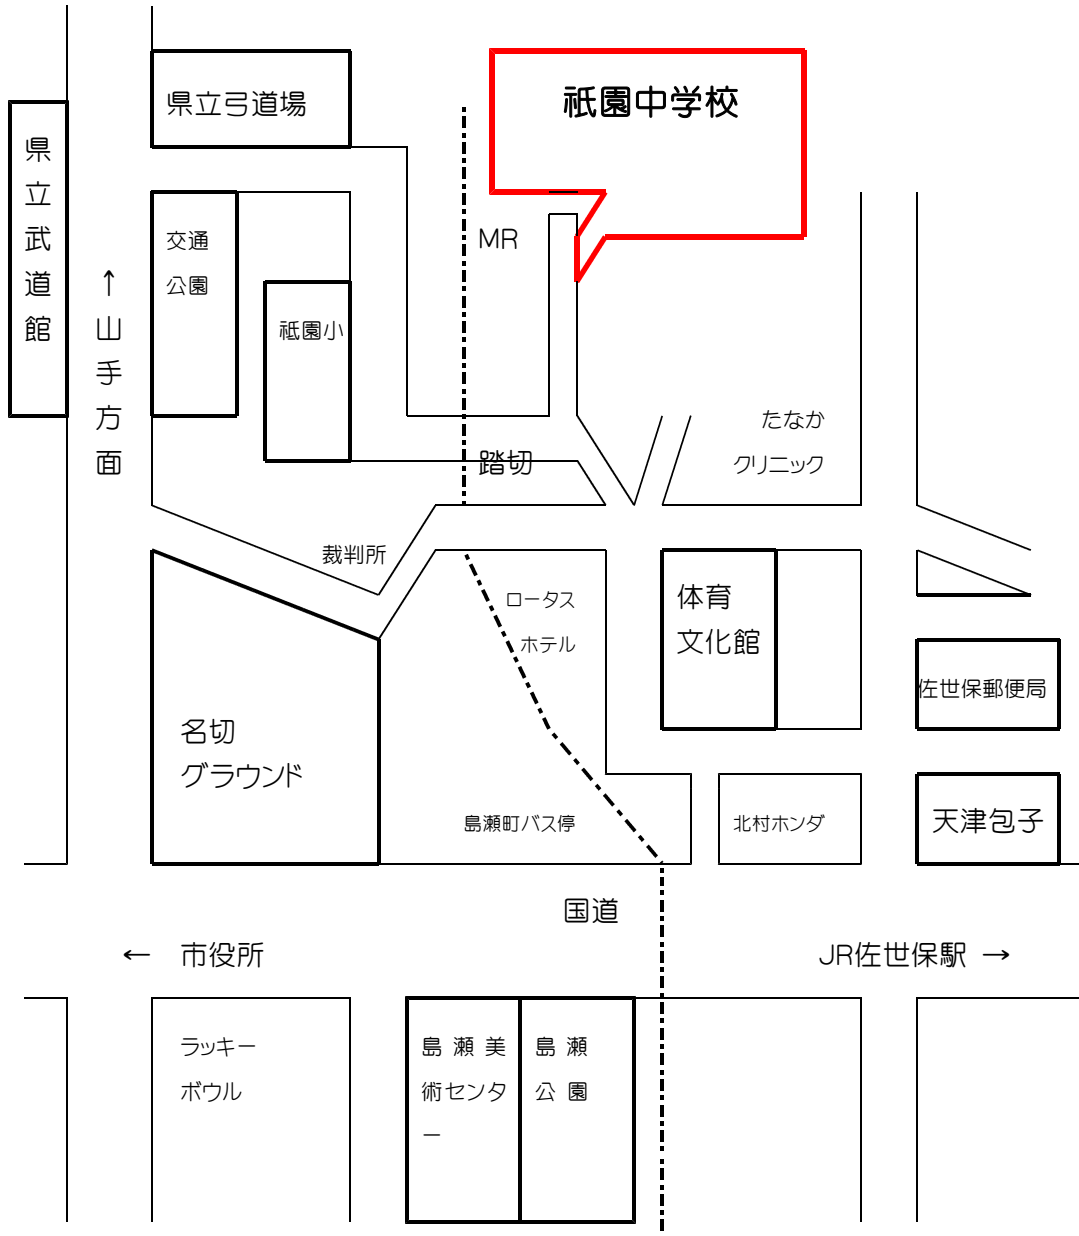 県立弓道場
祇園中学校
県立武道館
交通
公園
MR
↑山手方面
祗園小
たなか
クリニック
踏切
裁判所
ロータス
ホテル
体育
文化館
佐世保郵便局
名切
グラウンド
島瀬町バス停
北村ホンダ
天津包子
国道
← 市役所
JR佐世保駅 →
ラッキー
ボウル
島瀬美
術センタ
ー
島瀬
公園